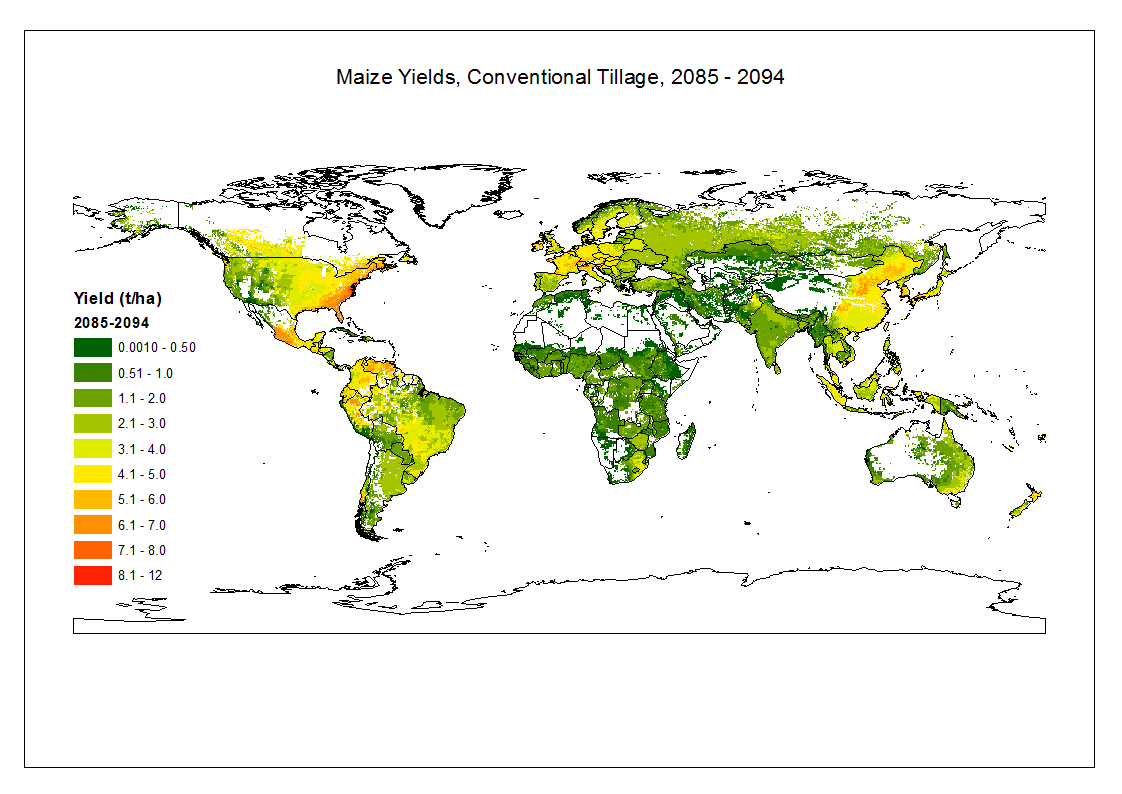 Maize Yields, Conventional Tillage, 2085 - 2094
Yield (t/ha)
2085-2094
0.0010 - 0.50
0.51 - 1.0
1.1 - 2.0
2.1 - 3.0
3.1 - 4.0
4.1 - 5.0
5.1 - 6.0
6.1 - 7.0
7.1 - 8.0
8.1 - 12